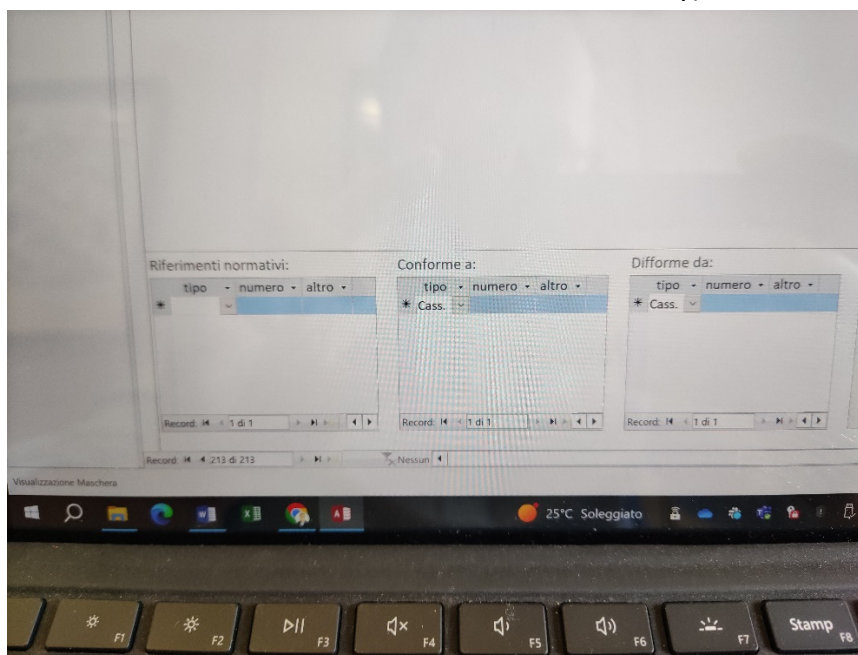 Riferimenti normativi:
tipo numero altro
Record: 1 di 1
Conforme a:
tipo numero altro
* Cass.
Record: 1 di 1
Difforme da:
tipo numero altro
* Cass.
Record: 1 di 1
Record: 213 di 213
Nessun
Visualizzazione Maschera
25°C Soleggiato
F1
F2
F3
F4
F5
F6
F7
Stamp F8